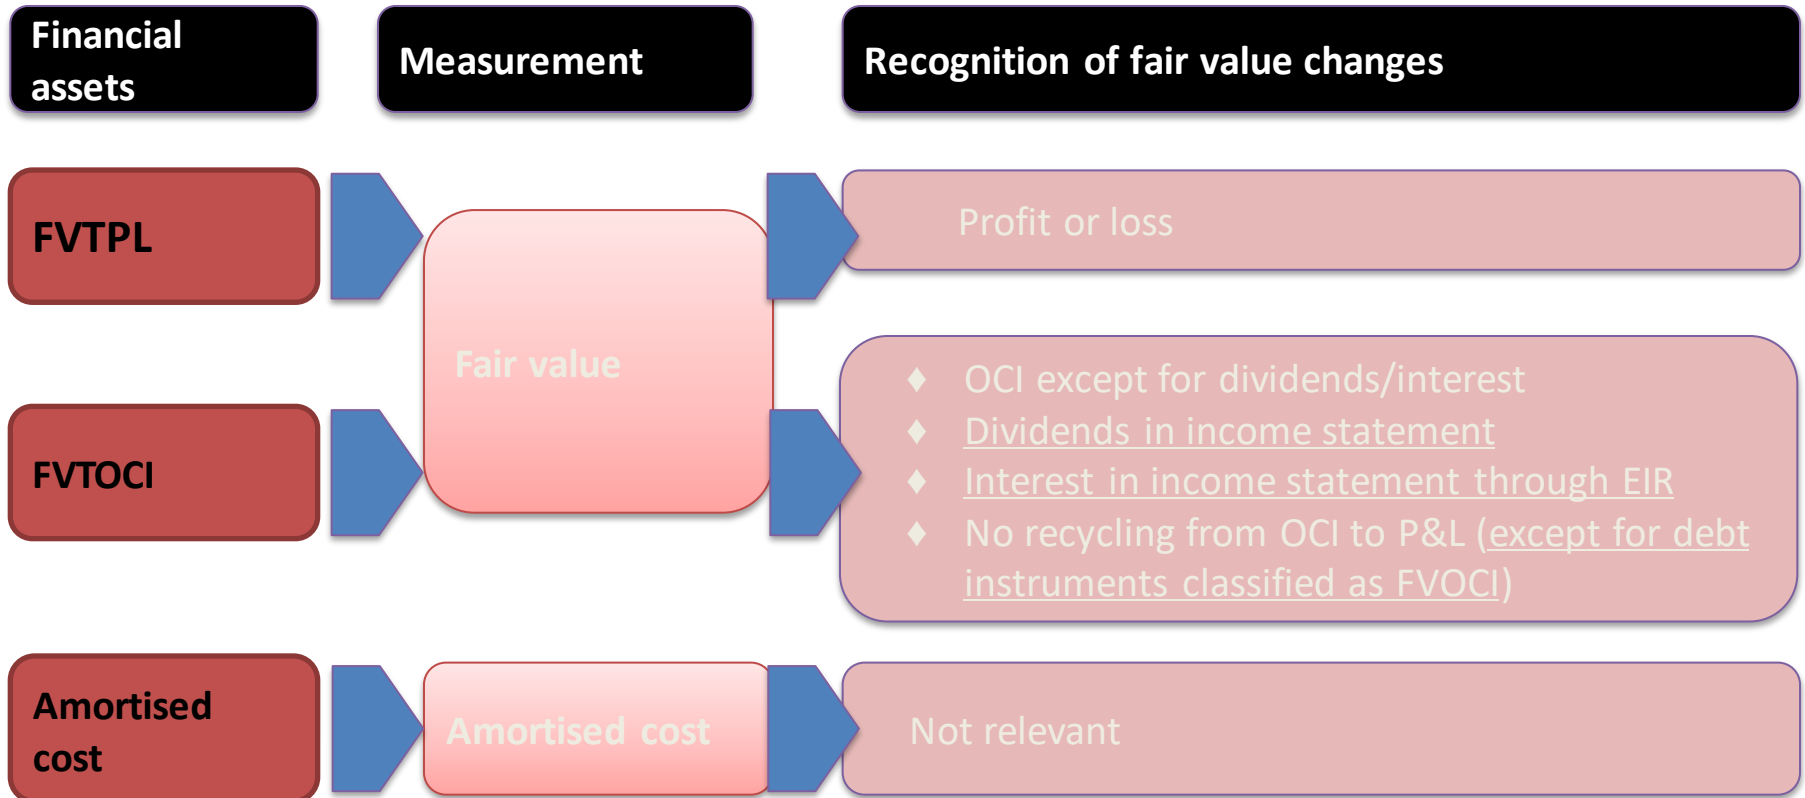 Financial
assets
Measurement
Recognition of fair value changes
FVTPL
Fair value
Profit or loss
FVTOCI
♦ OCI except for dividends/interest
♦ Dividends in income statement
♦ Interest in income statement through EIR
♦ No recycling from OCI to P&L (except for debt
instruments classified as FVOCI)
Amortised
cost
Amortised cost
Not relevant